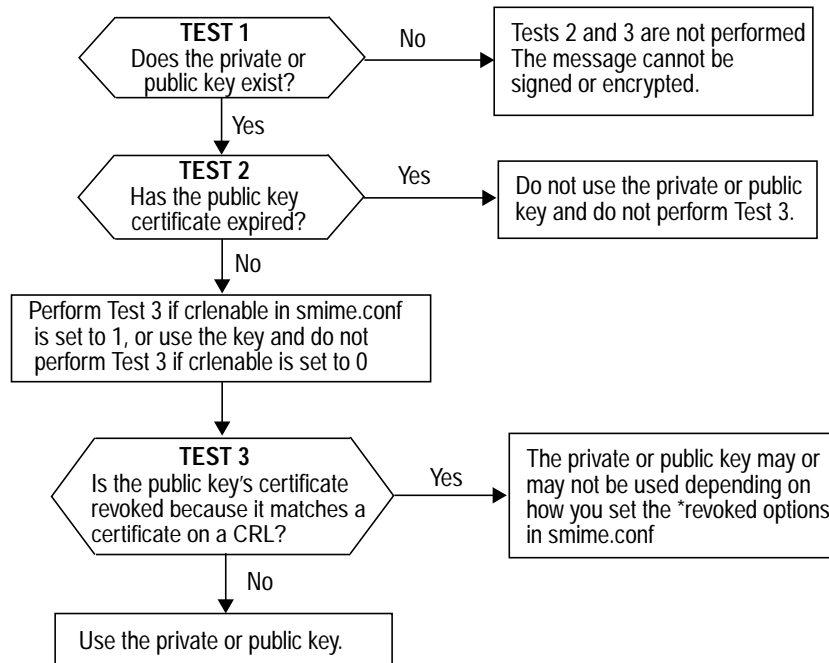 TEST 1
Does the private or
public key exist?
No
Tests 2 and 3 are not performed
The message cannot be
signed or encrypted.
Yes
TEST 2
Has the public key
certificate expired?
Yes
Do not use the private or public
key and do not perform Test 3.
No
Perform Test 3 if crlenable in smime.conf
is set to 1, or use the key and do not
perform Test 3 if crlenable is set to 0
TEST 3
Is the public key’s certificate
revoked because it matches a
certificate on a CRL?
Yes
The private or public key may or
may not be used depending on
how you set the *revoked options
in smime.conf
No
Use the private or public key.